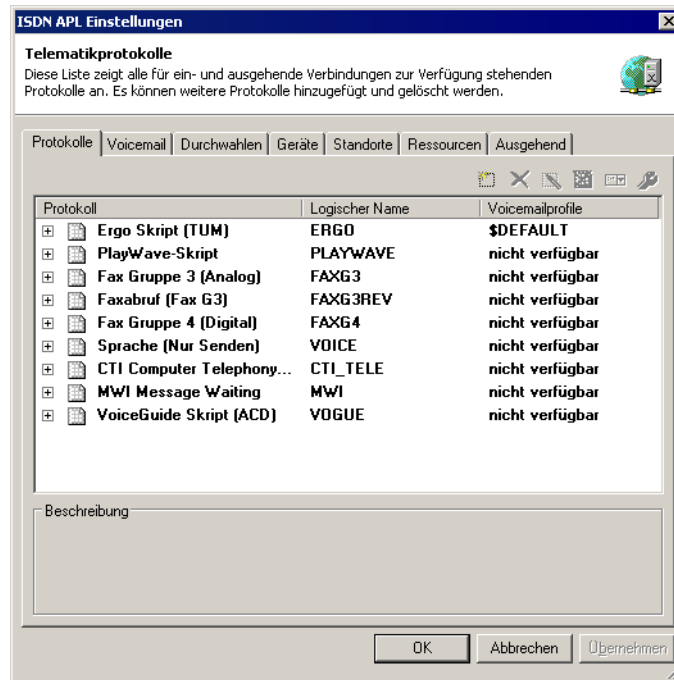 ISDN APL Einstellungen
Telematikprotokolle
Diese Liste zeigt alle für ein- und ausgehende Verbindungen zur Verfügung stehenden
Protokolle an. Es können weitere Protokolle hinzugefügt und gelöscht werden.
Protokolle Voicemail Durchwahlen Geräte Standorte Ressourcen Ausgehend
Protokoll Logischer Name Voicemailprofile
Ergo Skript (TUM) ERGO $DEFAULT
PlayWave-Skript PLAYWAVE nicht verfügbar
Fax Gruppe 3 (Analog) FAXG3 nicht verfügbar
Faxabruf (Fax G3) FAXG3REV nicht verfügbar
Fax Gruppe 4 (Digital) FAXG4 nicht verfügbar
Sprache (Nur Senden) VOICE nicht verfügbar
CTI Computer Telephony... CTI_TELE nicht verfügbar
MWI Message Waiting MWI nicht verfügbar
VoiceGuide Skript (ACD) VOGUE nicht verfügbar
Beschreibung
OK Abbrechen Übernehmen